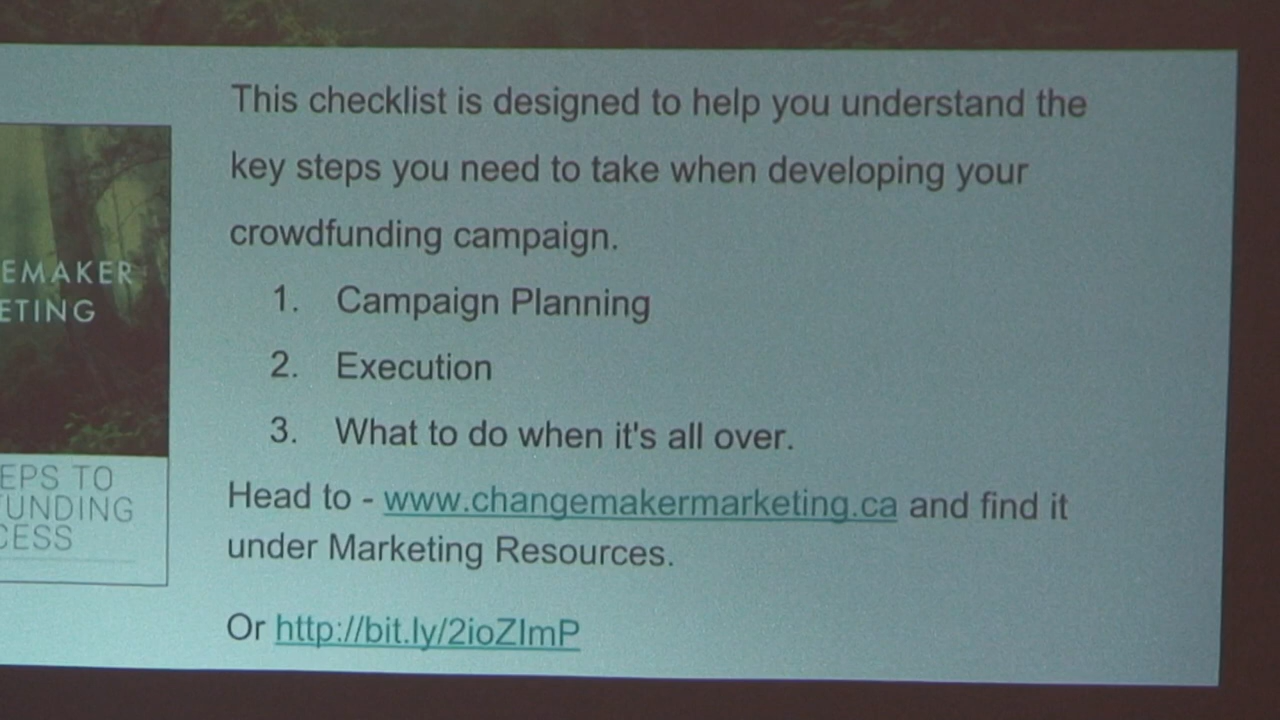 This checklist is designed to help you understand the
key steps you need to take when developing your
crowdfunding campaign.
1. Campaign Planning
2. Execution
3. What to do when it's all over.
Head to - www.changemakermarketing.ca and find it
under Marketing Resources.
Or http://bit.ly/2ioZImP
EMAKER
ETING
EPS TO
FUNDING
CESS